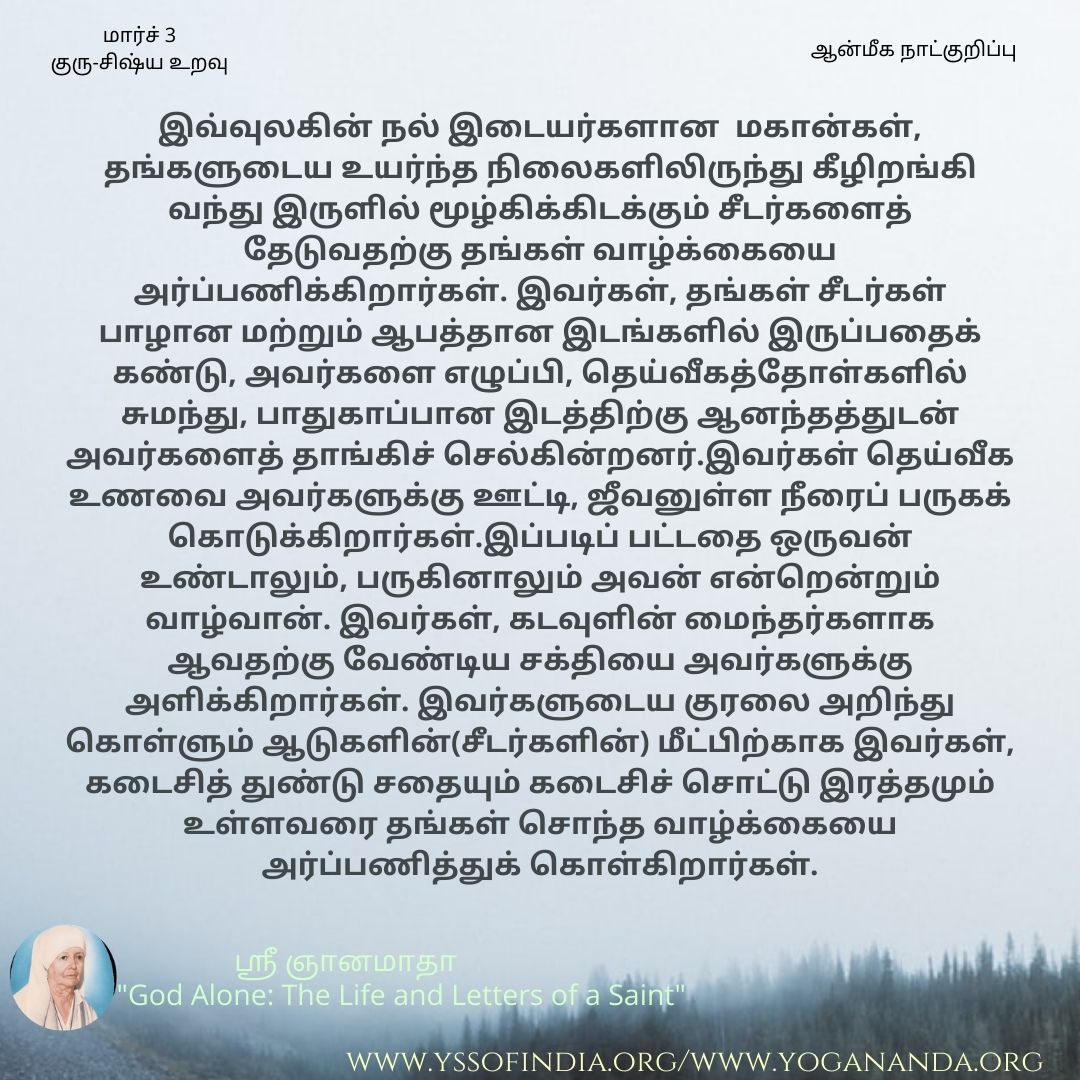 மார்ச் 3
குரு-சிஷ்ய உறவு
ஆன்மீக நாட்குறிப்பு
இவ்வுலகின் நல் இடையர்களான மகான்கள்,
தங்களுடைய உயர்ந்த நிலைகளிலிருந்து கீழிறங்கி
வந்து இருளில் மூழ்கிக்கிடக்கும் சீடர்களைத்
தேடுவதற்கு தங்கள் வாழ்க்கையை
அர்ப்பணிக்கிறார்கள். இவர்கள், தங்கள் சீடர்கள்
பாழான மற்றும் ஆபத்தான இடங்களில் இருப்பதைக்
கண்டு, அவர்களை எழுப்பி, தெய்வீகத்தோள்களில்
சுமந்து, பாதுகாப்பான இடத்திற்கு ஆனந்தத்துடன்
அவர்களைத் தாங்கிச் செல்கின்றனர்.இவர்கள் தெய்வீக
உணவை அவர்களுக்கு ஊட்டி, ஜீவனுள்ள நீரைப் பருகக்
கொடுக்கிறார்கள்.இப்படிப் பட்டதை ஒருவன்
உண்டாலும், பருகினாலும் அவன் என்றென்றும்
வாழ்வான். இவர்கள், கடவுளின் மைந்தர்களாக
ஆவதற்கு வேண்டிய சக்தியை அவர்களுக்கு
அளிக்கிறார்கள். இவர்களுடைய குரலை அறிந்து
கொள்ளும் ஆடுகளின்(சீடர்களின்) மீட்பிற்காக இவர்கள்,
கடைசித் துண்டு சதையும் கடைசிச் சொட்டு இரத்தமும்
உள்ளவரை தங்கள் சொந்த வாழ்க்கையை
அர்ப்பணித்துக் கொள்கிறார்கள்.
ஸ்ரீ ஞானமாதா
"God Alone: The Life and Letters of a Saint"
WWW.YSSOFINDIA.ORG/WWW.YOGANANDA.ORG